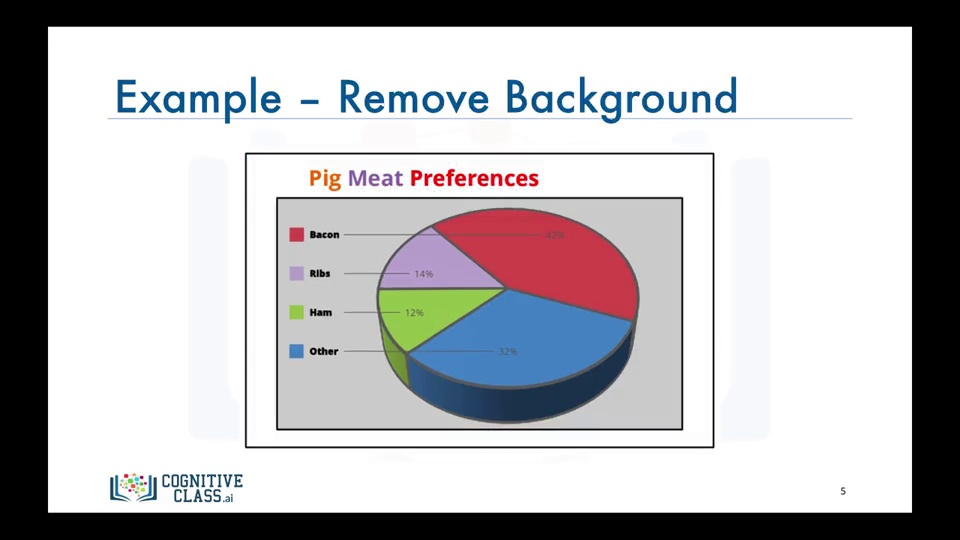 Example – Remove Background
Pig Meat Preferences
Bacon
42%
Ribs
14%
Ham
12%
Other
32%
COGNITIVE
CLASS.ai
5